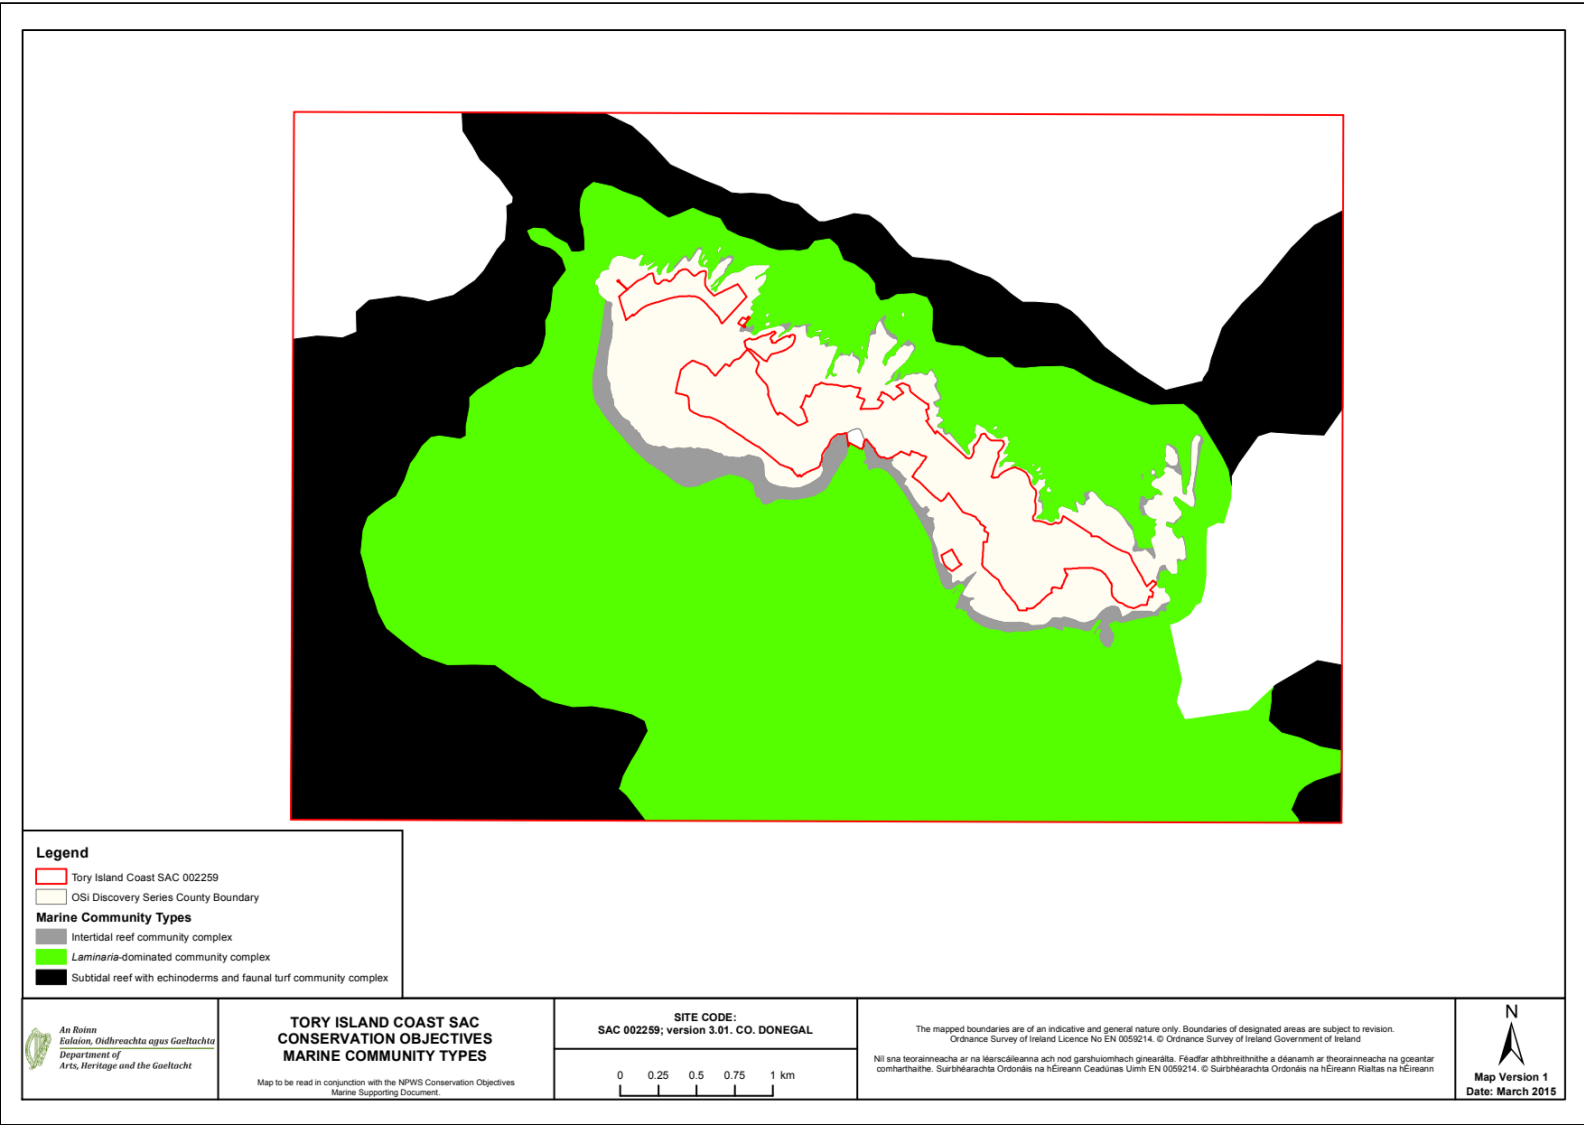 Legend
Tory Island Coast SAC 002259
OSi Discovery Series County Boundary
Marine Community Types
Intertidal reef community complex
Laminaria-dominated community complex
Subtidal reef with echinoderms and faunal turf community complex
An Roinn
Ealaíon, Oidhreachta agus Gaeltachta
Department of
Arts, Heritage and the Gaeltacht
TORY ISLAND COAST SAC
CONSERVATION OBJECTIVES
MARINE COMMUNITY TYPES
Map to be read in conjunction with the NPWS Conservation Objectives
Marine Supporting Document.
SITE CODE:
SAC 002259; version 3.01. CO. DONEGAL
0 0.25 0.5 0.75 1 km
The mapped boundaries are of an indicative and general nature only. Boundaries of designated areas are subject to revision.
Ordnance Survey of Ireland Licence No EN 0059214. © Ordnance Survey of Ireland Government of Ireland
Níl sna teorainneacha ar na léarscáileanna ach nod garshuiomhach ginearálta. Féadfar athbhreithnithe a déanamh ar theorainneacha na gceantar
comharthaithe. Suirbhéarachta Ordonáis na hÉireann Ceadúnas Uimh EN 0059214. © Suirbhéarachta Ordonáis na hÉireann Rialtas na hÉireann
N
Map Version 1
Date: March 2015